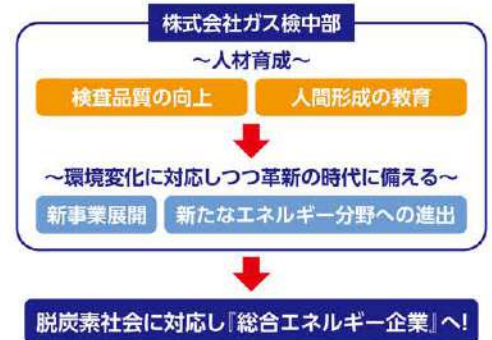 株式会社ガス檢中部
〜人材育成〜
検査品質の向上
人間形成の教育
〜環境変化に対応しつつ革新の時代に備える〜
新事業展開
新たなエネルギー分野への進出
脱炭素社会に対応し『総合エネルギー企業』へ!